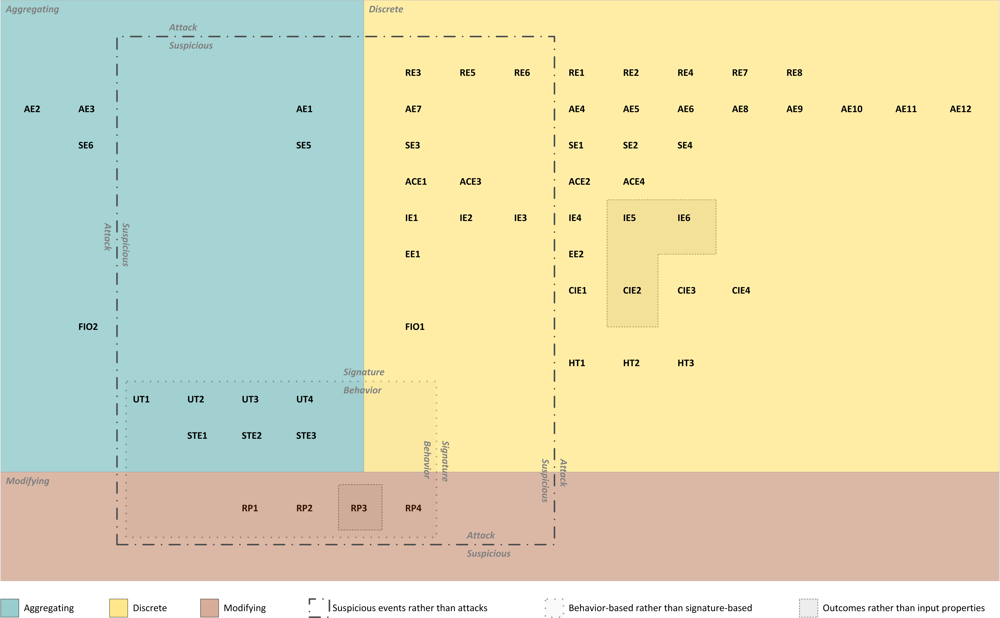 Aggregating
Discrete
Attack
Suspicious
RE3 RE5 RE6 RE1 RE2 RE4 RE7 RE8
AE2 AE3 AE1 AE7 AE4 AE5 AE6 AE8 AE9 AE10 AE11 AE12
SE6 SE5 SE3 SE1 SE2 SE4
ACE1 ACE3 ACE2 ACE4
IE1 IE2 IE3 IE4 IE5 IE6
Attack
Suspicious
EE1 EE2
CIE1 CIE2 CIE3 CIE4
FIO2 FIO1
HT1 HT2 HT3
Signature
Behavior
UT1 UT2 UT3 UT4
STE1 STE2 STE3
Behavior
Signature
Suspicious
Attack
Modifying
RP1 RP2 RP3 RP4
Attack
Suspicious
Aggregating Discrete Modifying Suspicious events rather than attacks Behavior-based rather than signature-based Outcomes rather than input properties